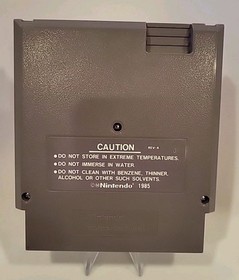 CAUTION
REV-A
• DO NOT STORE IN EXTREME TEMPERATURES.
• DO NOT IMMERSE IN WATER.
• DO NOT CLEAN WITH BENZENE, THINNER,
ALCOHOL OR OTHER SUCH SOLVENTS.
©Nintendo 1985